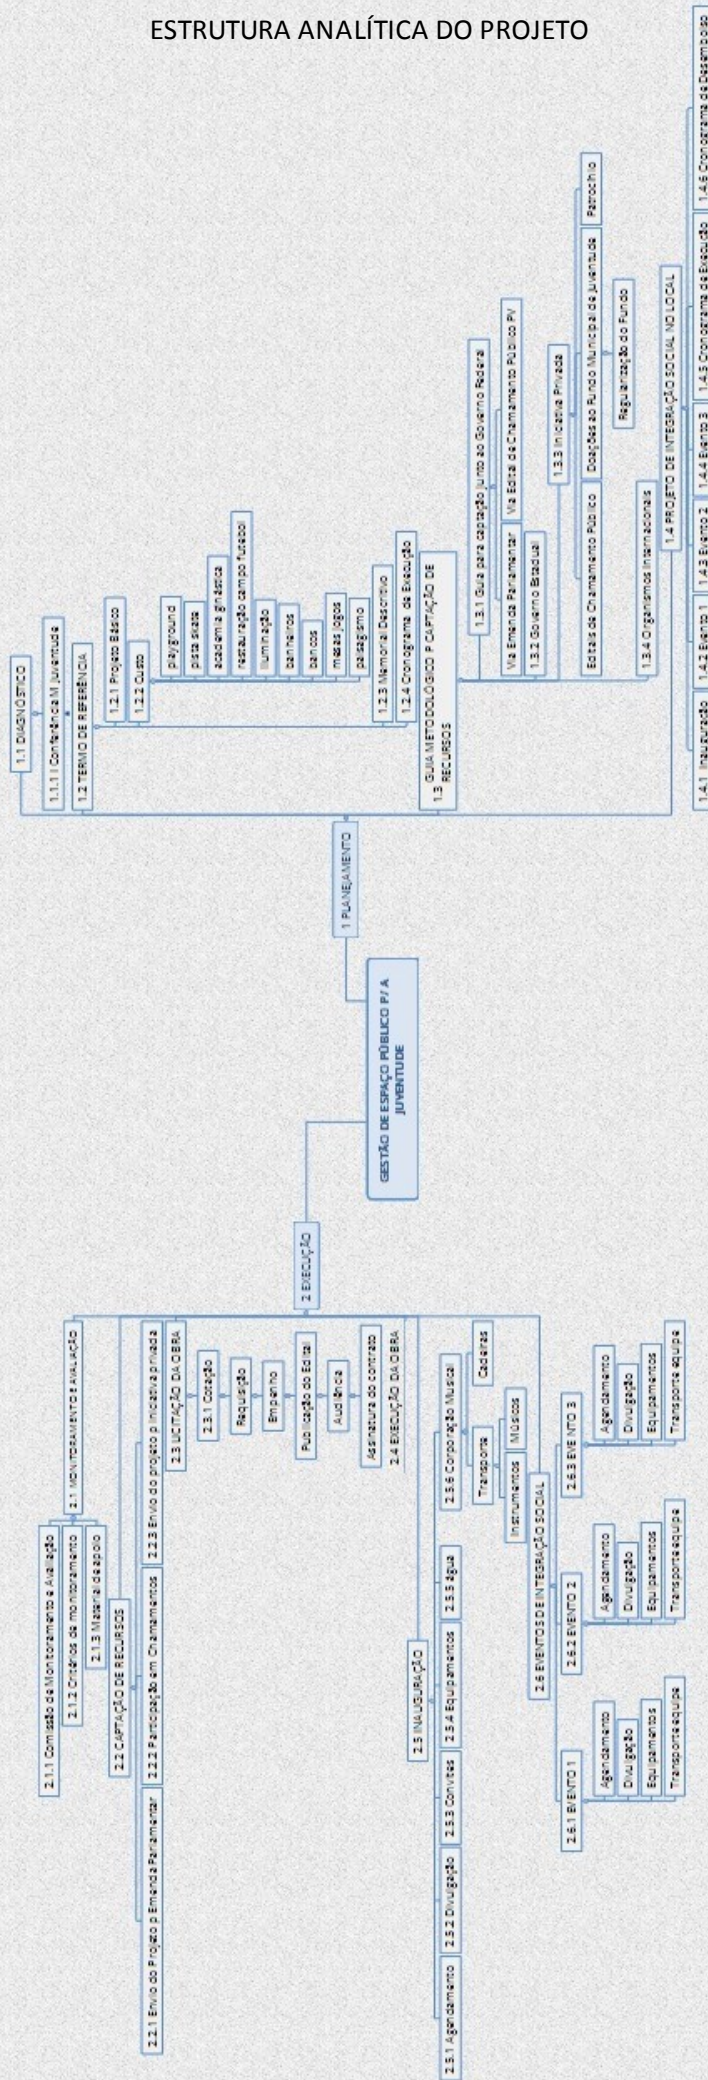 ESTRUTURA ANALÍTICA DO PROJETO
GESTÃO DE ESPAÇO PÚBLICO P/ A
JUVENTUDE
1 PLANEJAMENTO
1.1 DIAGNÓSTICO
1.1.1 I Conferência M Juventude
1.2 TERMO DE REFERÊNCIA
1.2.1 Projeto Básico
1.2.2 Custo
playground
pista skate
academia ginástica
restauração campo futebol
iluminação
banheiros
bancos
mesas jogos
paisagismo
1.2.3 Memorial Descritivo
1.2.4 Cronograma de Execução
1.3 GUIA METODOLÓGICO P CAPTAÇÃO DE
RECURSOS
1.3.1 Guia para captação junto ao Governo Federal
Via Emenda Parlamentar
Via Edital de Chamamento Público PV
1.3.2 Governo Estadual
1.3.3 Iniciativa Privada
Editais de Chamamento Público
Doações ao Fundo Municipal de Juventude
Patrocínio
Regularização do Fundo
1.3.4 Organismos Internacionais
1.4 PROJETO DE INTEGRAÇÃO SOCIAL NO LOCAL
1.4.1 Inauguração
1.4.2 Evento 1
1.4.3 Evento 2
1.4.4 Evento 3
1.4.5 Cronograma de Execução
1.4.6 Cronograma de Desembolso
2 EXECUÇÃO
2.1 MONITORAMENTO E AVALIAÇÃO
2.1.1 Comissão de Monitoramento e Avaliação
2.1.2 Critérios de monitoramento
2.1.3 Material de apoio
2.2 CAPTAÇÃO DE RECURSOS
2.2.1 Envio do Projeto p Emenda Parlamentar
2.2.2 Participação em Chamamentos
2.2.3 Envio do projeto p Iniciativa privada
2.3 LICITAÇÃO DA OBRA
2.3.1 Cotação
Requisição
Empenho
Publicação do Edital
Audiência
Assinatura do contrato
2.4 EXECUÇÃO DA OBRA
2.5 INAUGURAÇÃO
2.5.1 Agendamento
2.5.2 Divulgação
2.5.3 Convites
2.5.4 Equipamentos
2.5.5 água
2.5.6 Corporação Musical
Transporte
Cadeiras
Instrumentos
Músicos
2.6 EVENTOS DE INTEGRAÇÃO SOCIAL
2.6.1 EVENTO 1
Agendamento
Divulgação
Equipamentos
Transporte equipe
2.6.2 EVENTO 2
Agendamento
Divulgação
Equipamentos
Transporte equipe
2.6.3 EVENTO 3
Agendamento
Divulgação
Equipamentos
Transporte equipe